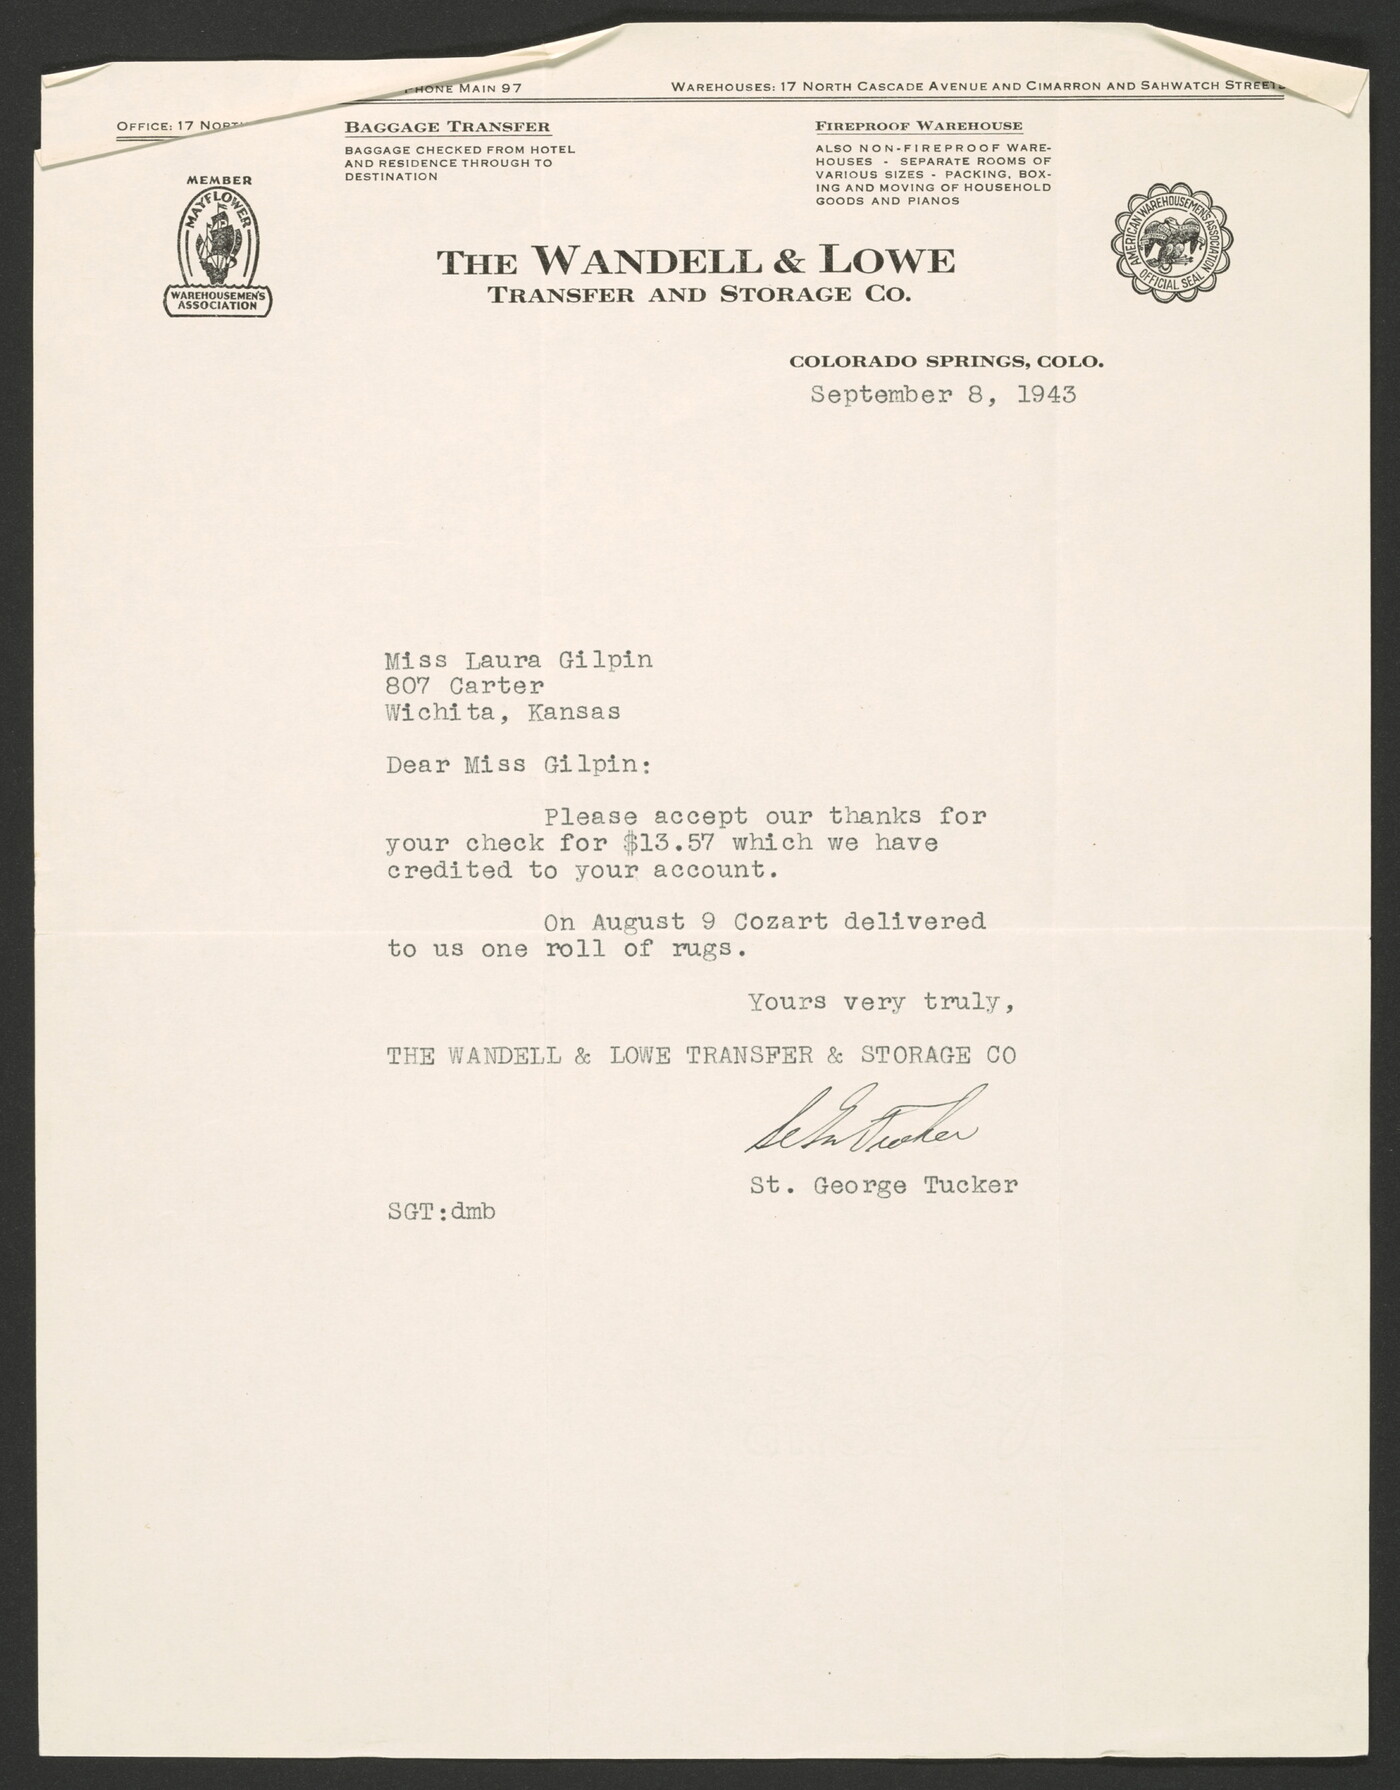 PHONE MAIN 97
WAREHOUSES: 17 NORTH CASCADE AVENUE AND CIMARRON AND SAHWATCH STREETS
OFFICE: 17 NORTH
BAGGAGE TRANSFER
BAGGAGE CHECKED FROM HOTEL
AND RESIDENCE THROUGH TO
DESTINATION
FIREPROOF WAREHOUSE
ALSO NON-FIREPROOF WARE-
HOUSES - SEPARATE ROOMS OF
VARIOUS SIZES - PACKING, BOX-
ING AND MOVING OF HOUSEHOLD
GOODS AND PIANOS
MEMBER
MAYFLOWER
WAREHOUSEMEN'S
ASSOCIATION
AMERICAN WAREHOUSEMEN'S ASSOCIATION
OFFICIAL SEAL
THE WANDELL & LOWE
TRANSFER AND STORAGE CO.
COLORADO SPRINGS, COLO.
September 8, 1943
Miss Laura Gilpin
807 Carter
Wichita, Kansas
Dear Miss Gilpin:
Please accept our thanks for
your check for $13.57 which we have
credited to your account.
On August 9 Cozart delivered
to us one roll of rugs.
Yours very truly,
THE WANDELL & LOWE TRANSFER & STORAGE CO
St. Geo Tucker
St. George Tucker
SGT:dmb